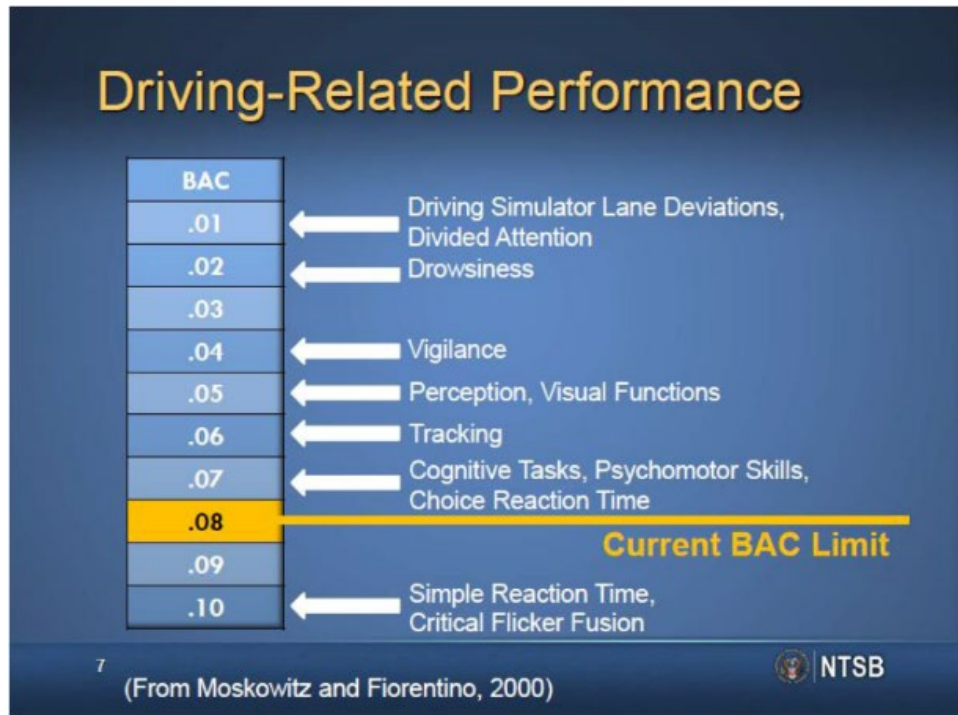 Driving-Related Performance
BAC
.01
Driving Simulator Lane Deviations,
Divided Attention
.02
Drowsiness
.03
.04
Vigilance
.05
Perception, Visual Functions
.06
Tracking
.07
Cognitive Tasks, Psychomotor Skills,
Choice Reaction Time
.08
Current BAC Limit
.09
.10
Simple Reaction Time,
Critical Flicker Fusion
7
(From Moskowitz and Fiorentino, 2000)
NTSB